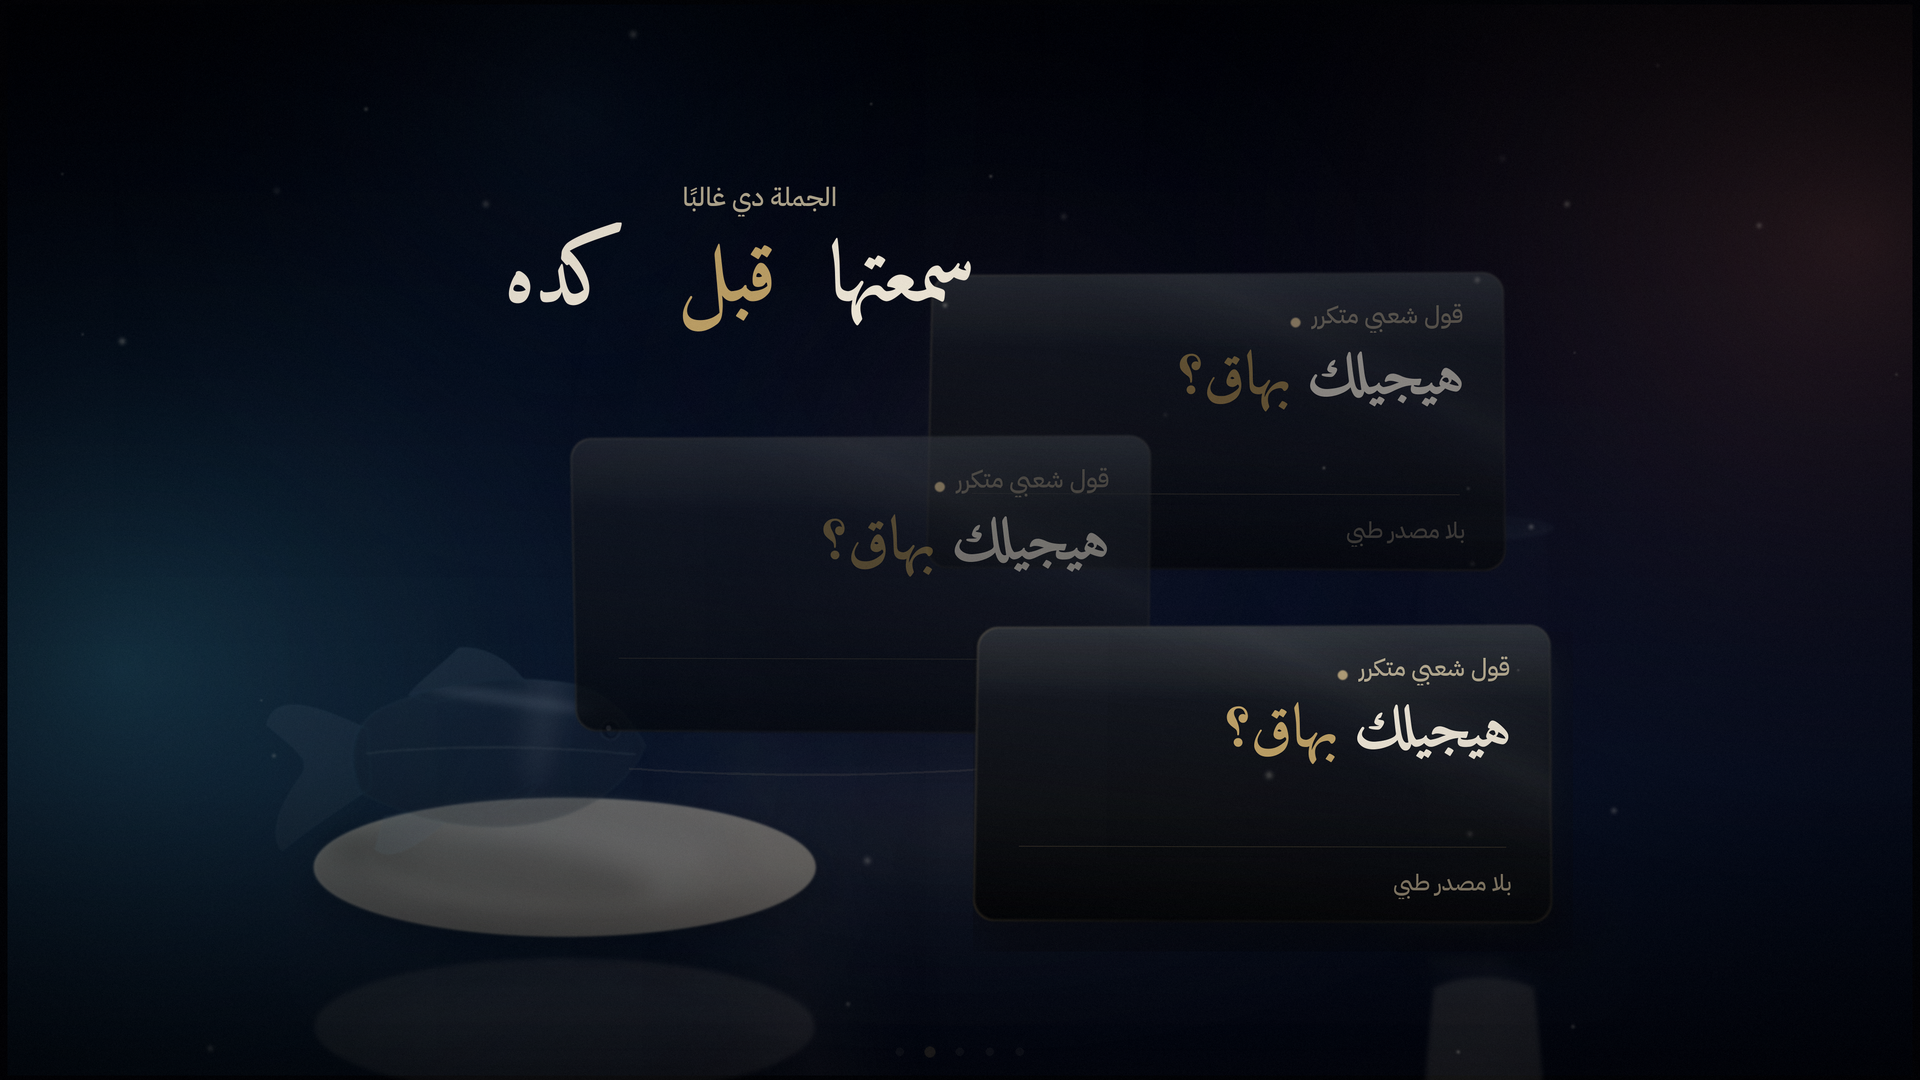 الجملة دي غالبًا
سمعتها قبل كده
قول شعبي متكرر
هيجيلك بهاق؟
بلا مصدر طبي
قول شعبي متكرر
هيجيلك بهاق؟
قول شعبي متكرر
هيجيلك بهاق؟
بلا مصدر طبي